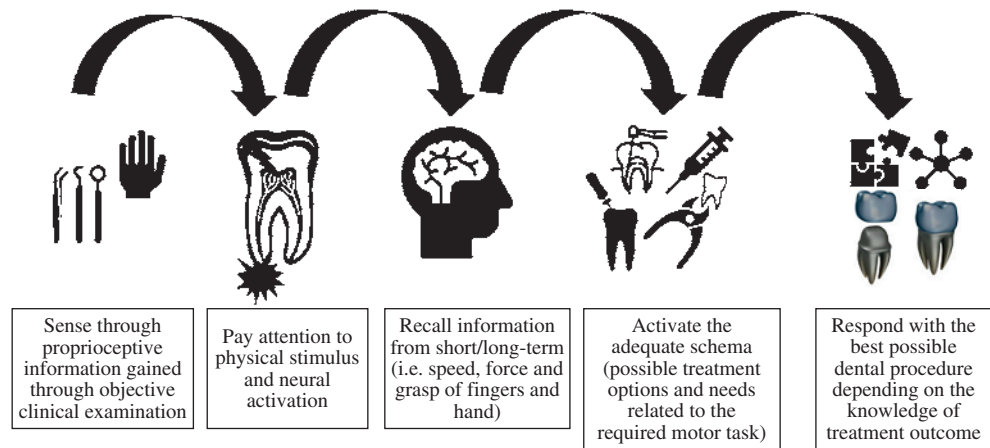 Sense through
proprioceptive
information gained
through objective
clinical examination
Pay attention to
physical stimulus
and neural
activation
Recall information
from short/long-term
(i.e. speed, force and
grasp of fingers and
hand)
Activate the
adequate schema
(possible treatment
options and needs
related to the
required motor task)
Respond with the
best possible
dental procedure
depending on the
knowledge of
treatment outcome